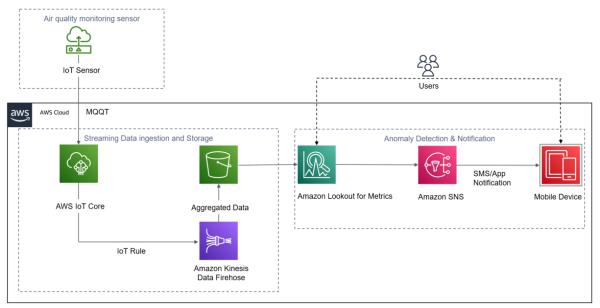 Air quality monitoring sensor
IoT Sensor
Users
aws
AWS Cloud
MQQT
Streaming Data ingestion and Storage
Anomaly Detection & Notification
AWS IoT Core
Aggregated Data
Amazon Lookout for Metrics
Amazon SNS
SMS/App
Notification
Mobile Device
IoT Rule
Amazon Kinesis
Data Firehose